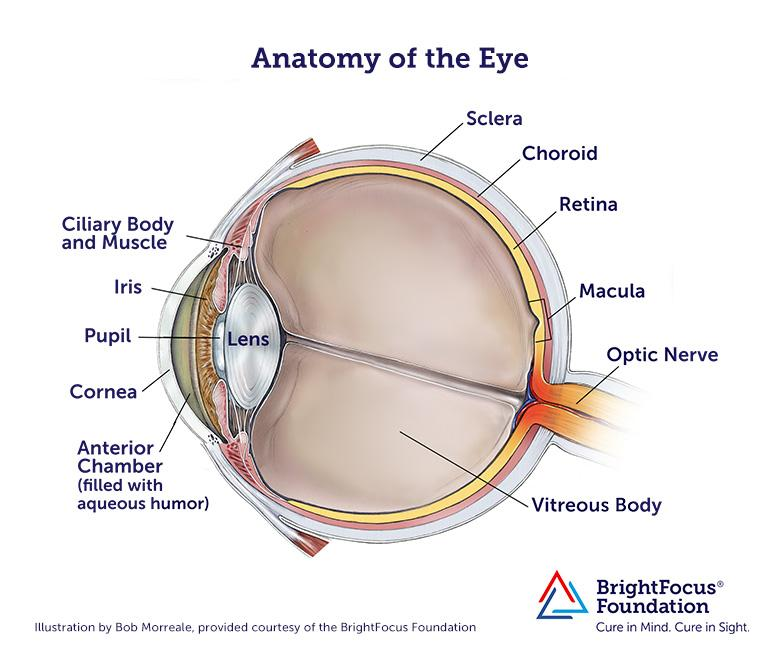 Anatomy of the Eye
Sclera
Choroid
Retina
Macula
Optic Nerve
Vitreous Body
Ciliary Body
and Muscle
Iris
Pupil
Lens
Cornea
Anterior
Chamber
(filled with
aqueous humor)
BrightFocus®
Foundation
Cure in Mind. Cure in Sight.
Illustration by Bob Morreale, provided courtesy of the BrightFocus Foundation